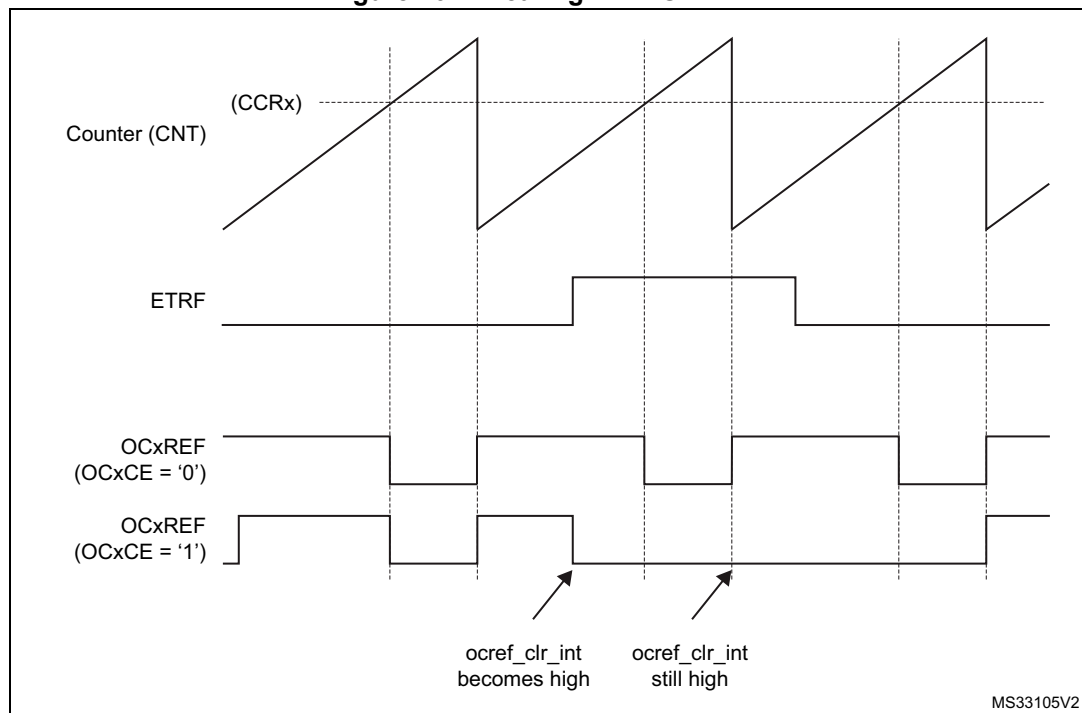 (CCRx)
Counter (CNT)
ETRF
OCxREF
(OCxCE = ‘0’)
OCxREF
(OCxCE = ‘1’)
ocref_clr_int
becomes high
ocref_clr_int
still high
MS33105V2